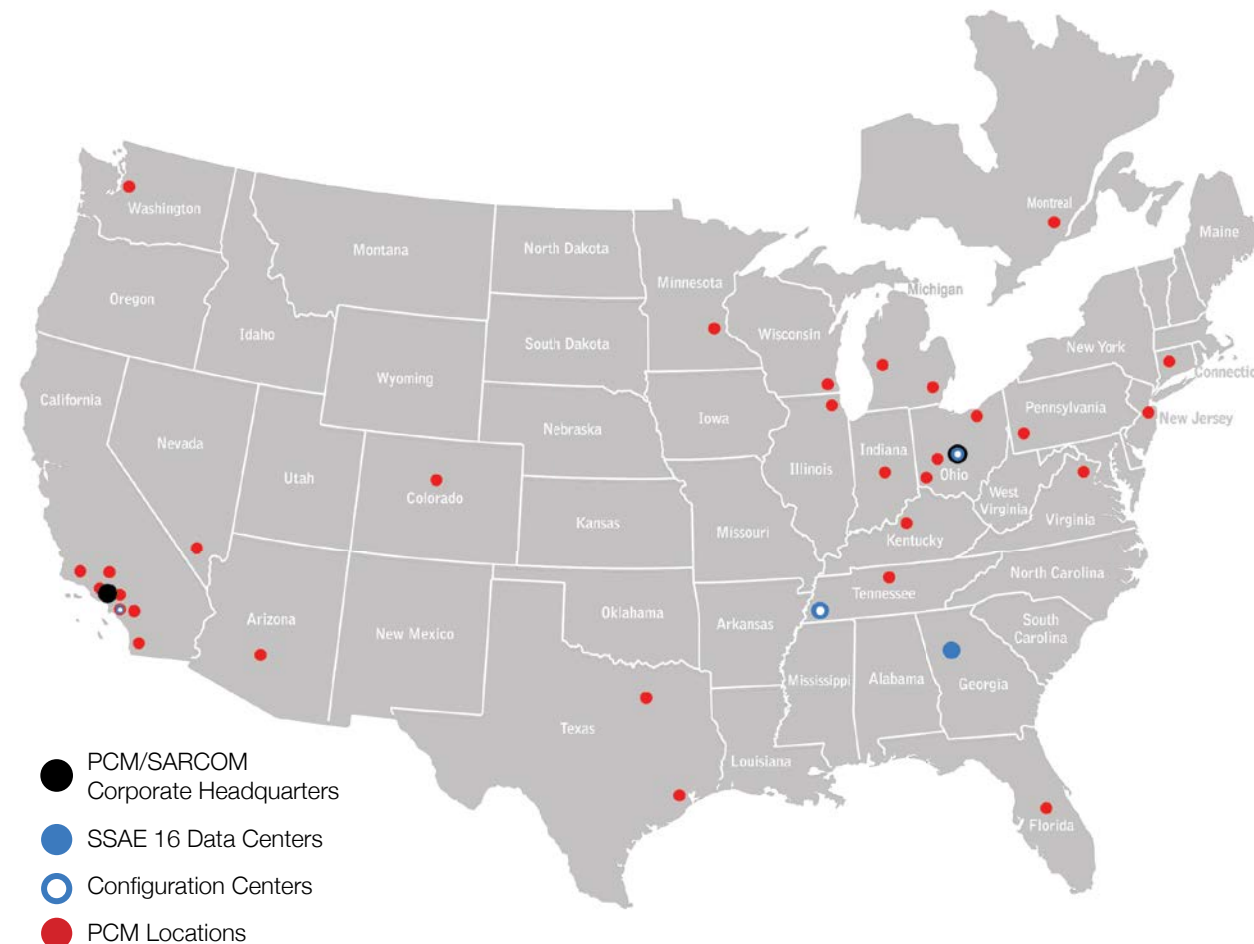 Montreal
Maine
Washington
Montana
North Dakota
Minnesota
Michigan
Oregon
Idaho
South Dakota
Wisconsin
New York
Connectic
Wyoming
California
Iowa
Pennsylvania
New Jersey
Nevada
Nebraska
Illinois
Indiana
Ohio
Utah
Colorado
West
Virginia
Kansas
Missouri
Virginia
Kentucky
North Carolina
Tennessee
Oklahoma
Arizona
New Mexico
Arkansas
South
Carolina
Mississippi
Alabama
Georgia
Texas
Louisiana
Florida
PCM/SARCOM
Corporate Headquarters
SSAE 16 Data Centers
Configuration Centers
PCM Locations